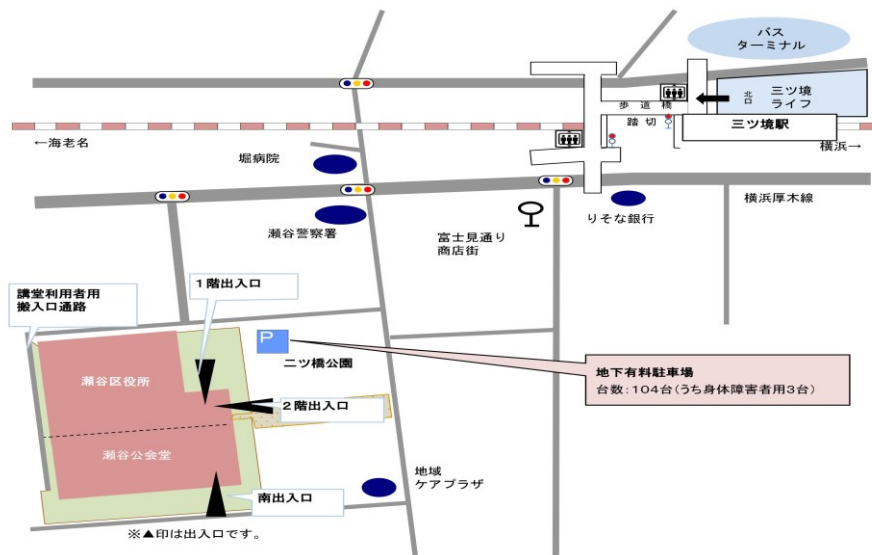 バス
ターミナル
北口
三ツ境
ライフ
歩道橋
踏切
三ツ境駅
←海老名
横浜→
堀病院
横浜厚木線
りそな銀行
瀬谷警察署
富士見通り
商店街
1階出入口
講堂利用者用
搬入口通路
P
二ツ橋公園
地下有料駐車場
台数：104台（うち身体障害者用3台）
瀬谷区役所
2階出入口
瀬谷公会堂
地域
ケアプラザ
南出入口
※▲印は出入口です。